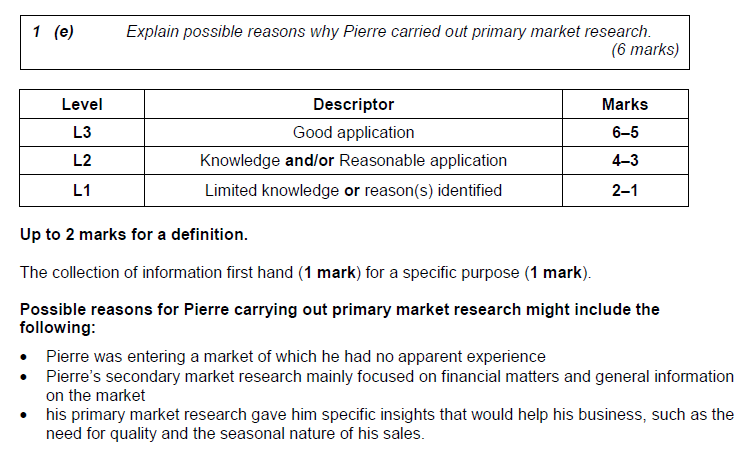 1 (e) Explain possible reasons why Pierre carried out primary market research.
(6 marks)
Level Descriptor Marks
L3 Good application 6–5
L2 Knowledge and/or Reasonable application 4–3
L1 Limited knowledge or reason(s) identified 2–1
Up to 2 marks for a definition.
The collection of information first hand (1 mark) for a specific purpose (1 mark).
Possible reasons for Pierre carrying out primary market research might include the
following:
• Pierre was entering a market of which he had no apparent experience
• Pierre's secondary market research mainly focused on financial matters and general information
on the market
• his primary market research gave him specific insights that would help his business, such as the
need for quality and the seasonal nature of his sales.